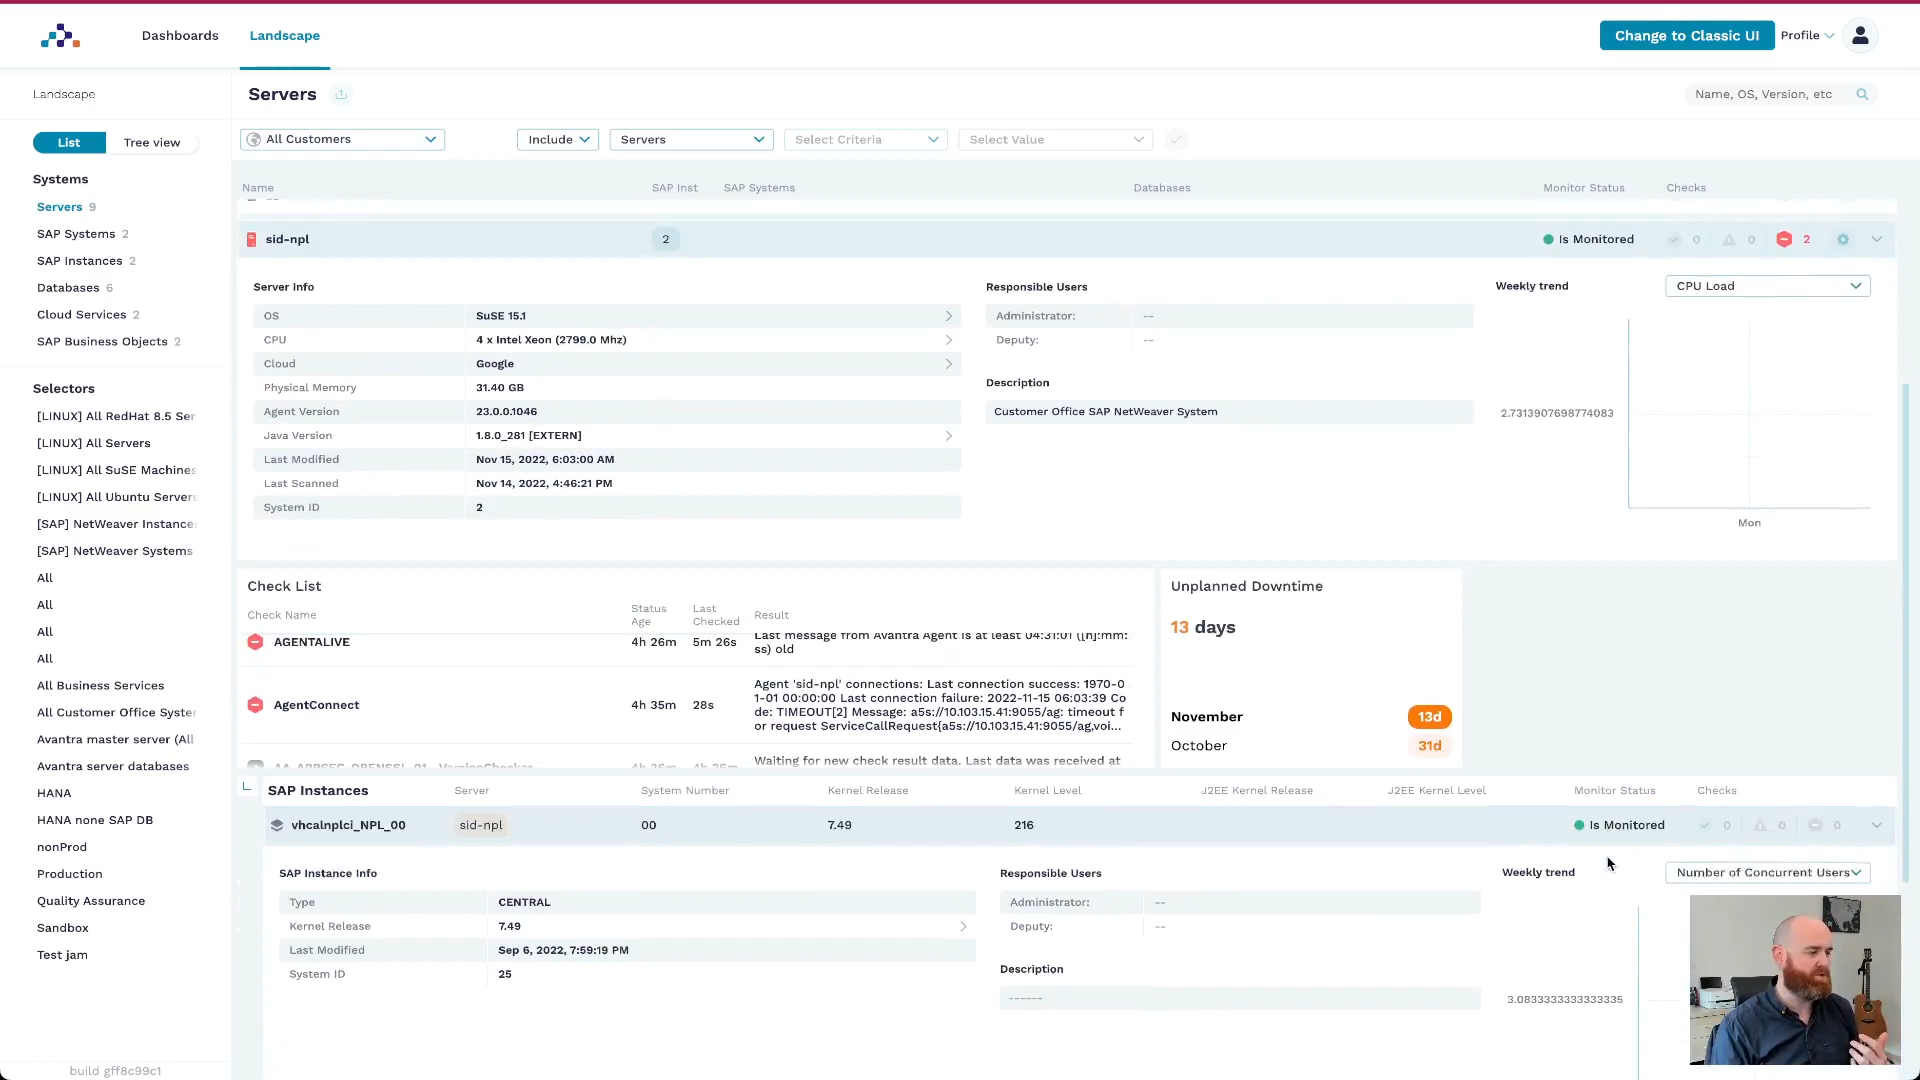 Dashboards
Landscape
Change to Classic UI
Profile
Landscape
Servers
Name, OS, Version, etc
List
Tree view
All Customers
Include
Servers
Select Criteria
Select Value
Systems
Servers 9
SAP Systems 2
SAP Instances 2
Databases 6
Cloud Services 2
SAP Business Objects 2
Selectors
[LINUX] All RedHat 8.5 Ser
[LINUX] All Servers
[LINUX] All SuSE Machines
[LINUX] All Ubuntu Servers
[SAP] NetWeaver Instances
[SAP] NetWeaver Systems
All
All
All
All
All Business Services
All Customer Office Syster
Avantra master server (All
Avantra server databases
HANA
HANA none SAP DB
nonProd
Production
Quality Assurance
Sandbox
Test jam
build gff8c99c1
Name
SAP Inst
SAP Systems
Databases
Monitor Status
Checks
sid-npl
2
Is Monitored
0
0
2
Server Info
OS
SuSE 15.1
CPU
4 x Intel Xeon (2799.0 Mhz)
Cloud
Google
Physical Memory
31.40 GB
Agent Version
23.0.0.1046
Java Version
1.8.0_281 [EXTERN]
Last Modified
Nov 15, 2022, 6:03:00 AM
Last Scanned
Nov 14, 2022, 4:46:21 PM
System ID
2
Responsible Users
Administrator:
--
Deputy:
--
Description
Customer Office SAP NetWeaver System
Weekly trend
CPU Load
2.7313907698774083
Mon
Check List
Check Name
Status
Age
Last
Checked
Result
AGENTALIVE
4h 26m
5m 26s
Last message from Avantra Agent is at least 04:31:01 ([h]:mm:
ss) old
AgentConnect
4h 35m
28s
Agent 'sid-npl' connections: Last connection success: 1970-0
1-01 00:00:00 Last connection failure: 2022-11-15 06:03:39 Co
de: TIMEOUT[2] Message: a5s://10.103.15.41:9055/ag: timeout f
or request ServiceCallRequest{a5s://10.103.15.41:9055/ag,voi...
Waiting for new check result data. Last data was received at
Unplanned Downtime
13 days
November
13d
October
31d
SAP Instances
Server
System Number
Kernel Release
Kernel Level
J2EE Kernel Release
J2EE Kernel Level
Monitor Status
Checks
vhcalnplci_NPL_00
sid-npl
00
7.49
216
Is Monitored
0
0
0
SAP Instance Info
Type
CENTRAL
Kernel Release
7.49
Last Modified
Sep 6, 2022, 7:59:19 PM
System ID
25
Responsible Users
Administrator:
--
Deputy:
--
Description
------
Weekly trend
Number of Concurrent Users
3.0833333333333335